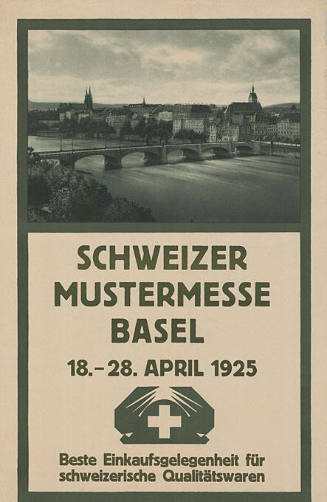 SCHWEIZER
MUSTERMESSE
BASEL
18.–28. APRIL 1925
Beste Einkaufsgelegenheit für
schweizerische Qualitätswaren